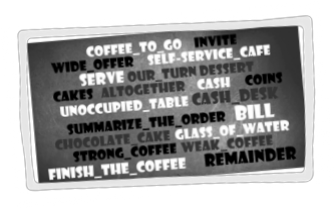 COFFEE_TO_GO INVITE
WIDE_OFFER SELF-SERVICE_CAFE
SERVE OUR_TURN DESSERT
CAKES ALTOGETHER CASH COINS
UNOCCUPIED_TABLE CASH_DESK
SUMMARIZE_THE_ORDER BILL
CHOCOLATE_CAKE GLASS_OF_WATER
STRONG_COFFEE WEAK_COFFEE
FINISH_THE_COFFEE REMAINDER